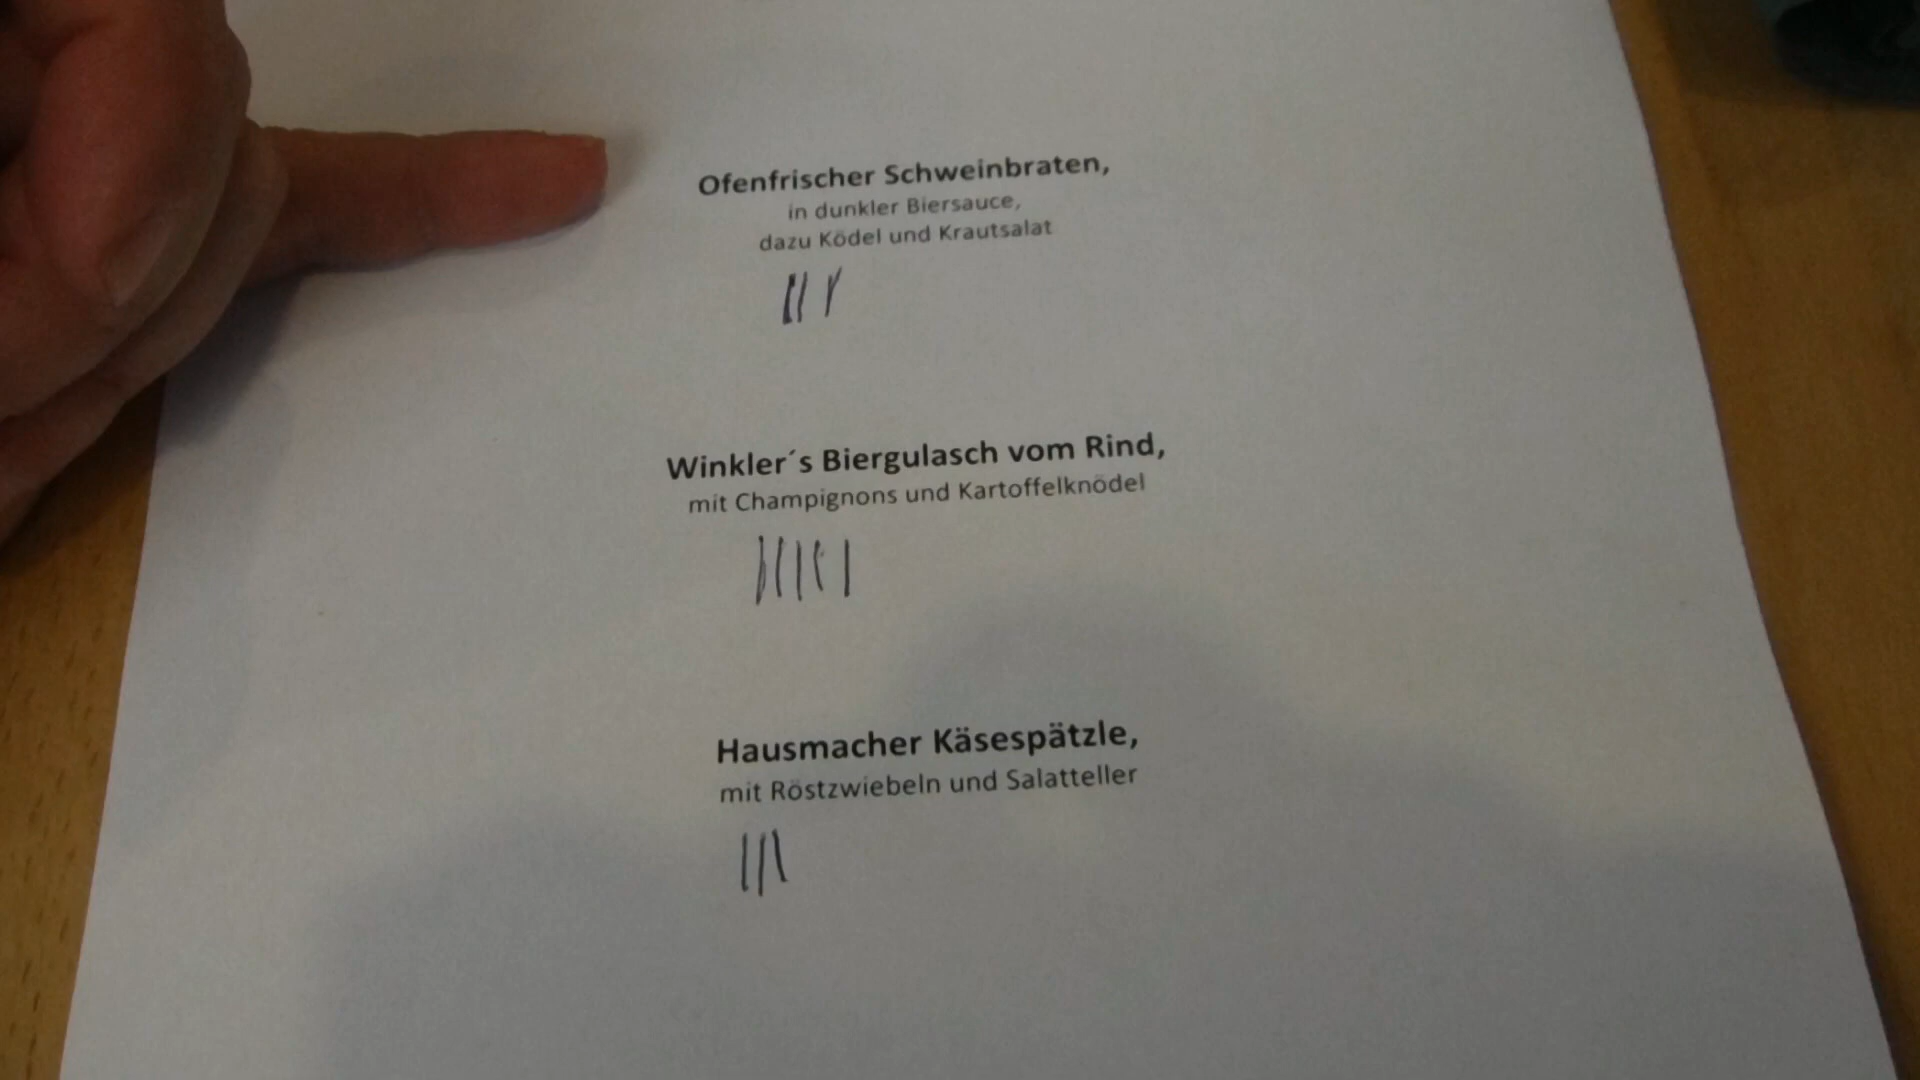 Ofenfrischer Schweinbraten,
in dunkler Biersauce,
dazu Ködel und Krautsalat
|| |
Winkler´s Biergulasch vom Rind,
mit Champignons und Kartoffelknödel
|||||
Hausmacher Käsespätzle,
mit Röstzwiebeln und Salatteller
|||